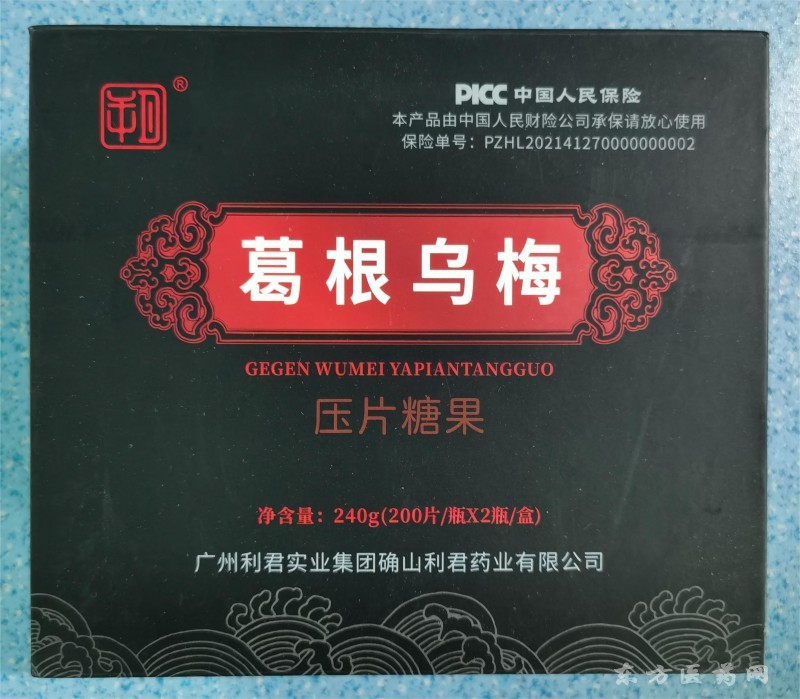 ®
PICC 中国人民保险
本产品由中国人民财险公司承保请放心使用
保险单号：PZHL202141270000000002
葛根乌梅
GEGEN WUMEI YAPIANTANGGUO
压片糖果
净含量：240g(200片/瓶X2瓶/盒)
广州利君实业集团确山利君药业有限公司
东方医药网